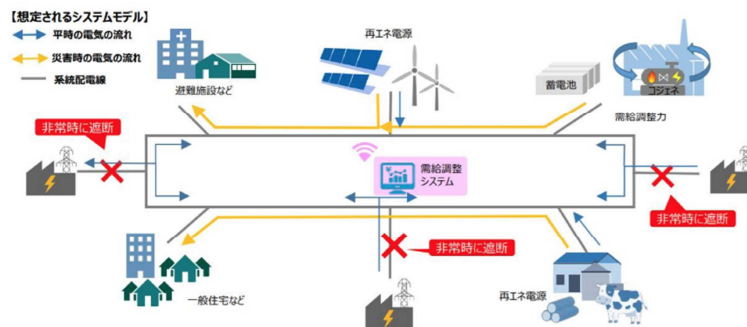 【想定されるシステムモデル】
平時の電気の流れ
災害時の電気の流れ
系統配電線
避難施設など
再エネ電源
蓄電池
コジェネ
需給調整力
非常時に遮断
需給調整
システム
非常時に遮断
非常時に遮断
一般住宅など
再エネ電源